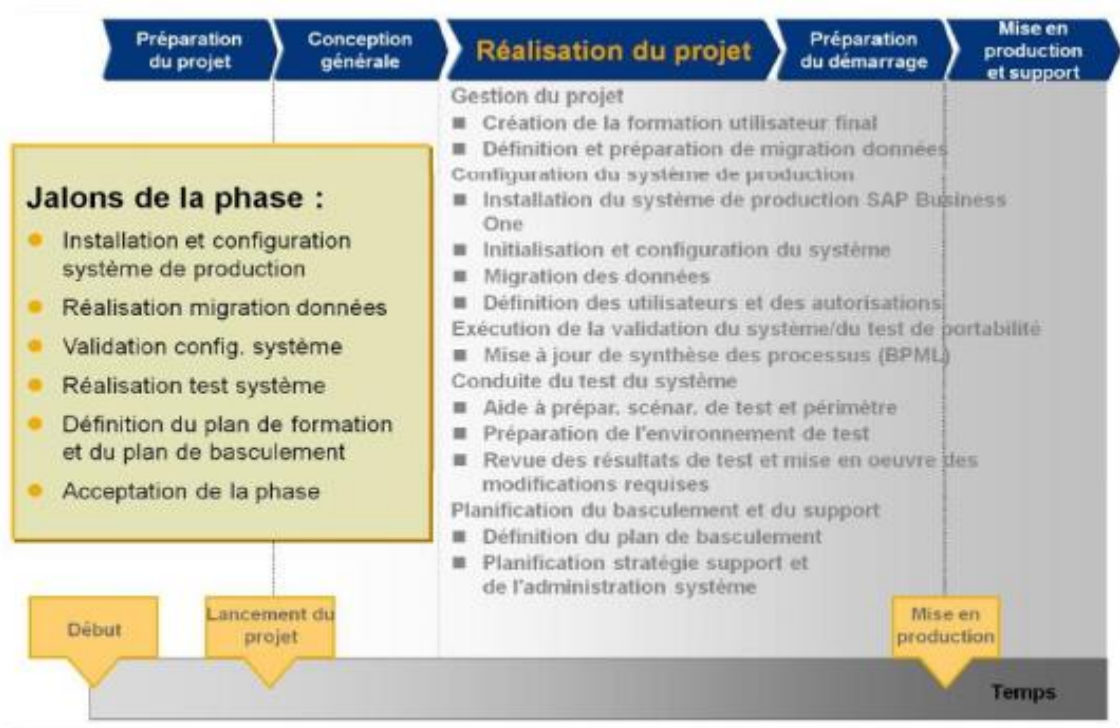 Préparation
du projet
Conception
générale
Réalisation du projet
Préparation
du démarrage
Mise en
production
et support
Gestion du projet
■ Création de la formation utilisateur final
■ Définition et préparation de migration données
Configuration du système de production
■ Installation du système de production SAP Business
One
■ Initialisation et configuration du système
■ Migration des données
■ Définition des utilisateurs et des autorisations
Exécution de la validation du système/du test de portabilité
■ Mise à jour de synthèse des processus (BPML)
Conduite du test du système
■ Aide à prépar. scénar. de test et périmètre
■ Préparation de l'environnement de test
■ Revue des résultats de test et mise en oeuvre des
modifications requises
Planification du basculement et du support
■ Définition du plan de basculement
■ Planification stratégie support et
de l'administration système
Jalons de la phase :
● Installation et configuration
système de production
● Réalisation migration données
● Validation config. système
● Réalisation test système
● Définition du plan de formation
et du plan de basculement
● Acceptation de la phase
Début
Lancement du
projet
Mise en
production
Temps